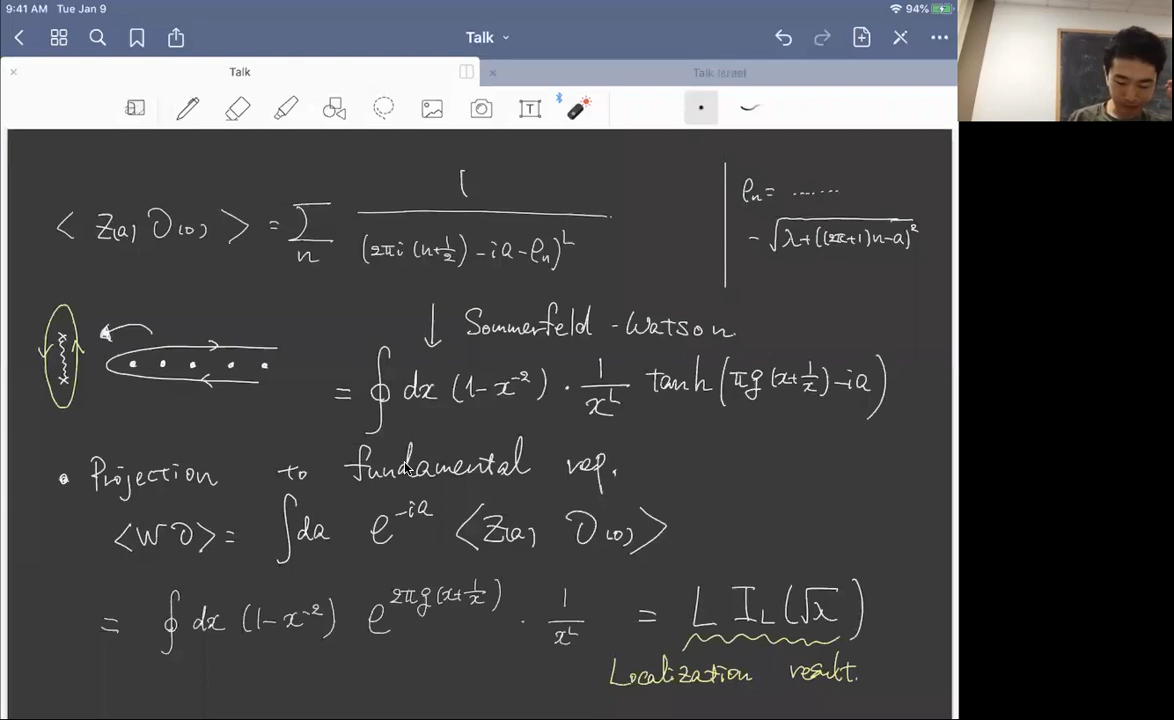 9:41 AM Tue Jan 9 94%
Talk
Talk Talk Israel
T
< Z(a) O(0) > = Σ_n 1 / (2πi (n+1/2) - ia - ρ_n)^L
ρ_n = ......
- √(λ + ((2π+1)n-a)²)
↓ Sommerfeld - Watson
= ∮ dx (1-x⁻²) · 1/x^L tanh (πg (x+1/x) - ia)
• Projection to fundamental rep.
<W O> = ∫da e^{-ia} <Z(a) O(0)>
= ∮ dx (1-x⁻²) e^{2πg(x+1/x)} · 1/x^L = L I_L (√λ)
Localization result.